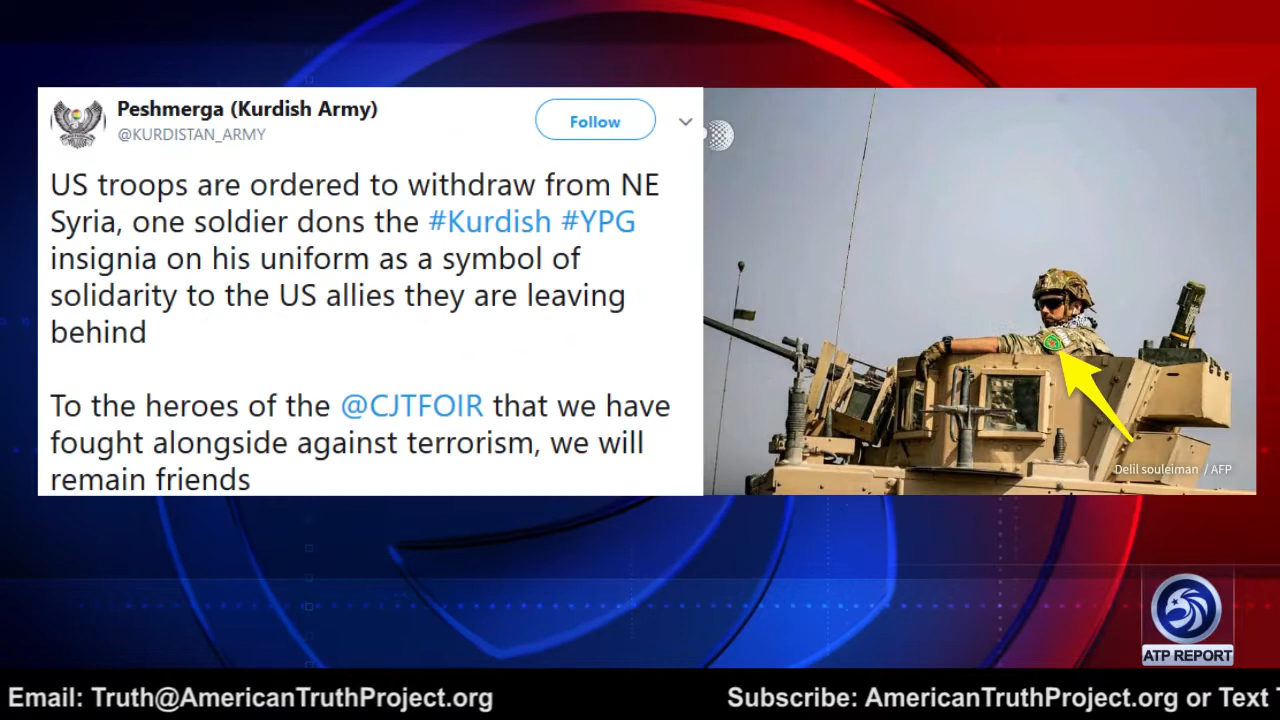 Peshmerga (Kurdish Army)
@KURDISTAN_ARMY
Follow
US troops are ordered to withdraw from NE
Syria, one soldier dons the #Kurdish #YPG
insignia on his uniform as a symbol of
solidarity to the US allies they are leaving
behind
To the heroes of the @CJTFOIR that we have
fought alongside against terrorism, we will
remain friends
Delil souleiman / AFP
ATP REPORT
Email: Truth@AmericanTruthProject.org
Subscribe: AmericanTruthProject.org or Text